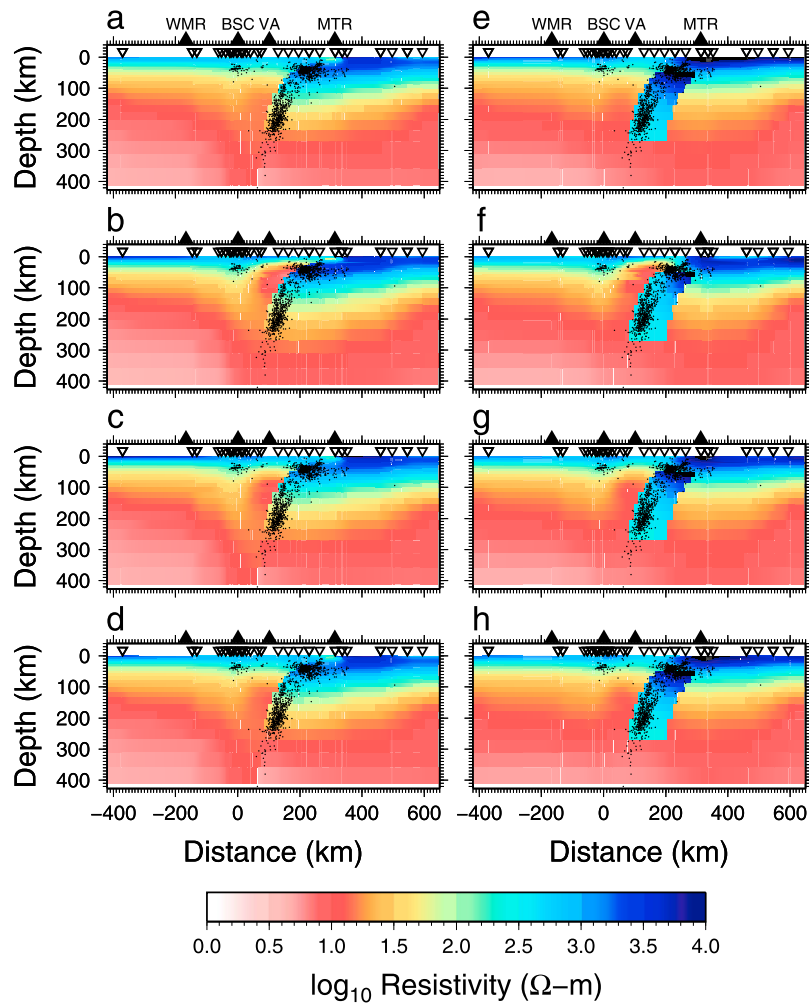 a e
WMR BSC VA MTR WMR BSC VA MTR
0
100
200
300
400
Depth (km)
b f
0
100
200
300
400
Depth (km)
c g
0
100
200
300
400
Depth (km)
d h
0
100
200
300
400
Depth (km)
−400 −200 0 200 400 600 −400 −200 0 200 400 600
Distance (km) Distance (km)
0.0 0.5 1.0 1.5 2.0 2.5 3.0 3.5 4.0
log10 Resistivity (Ω−m)